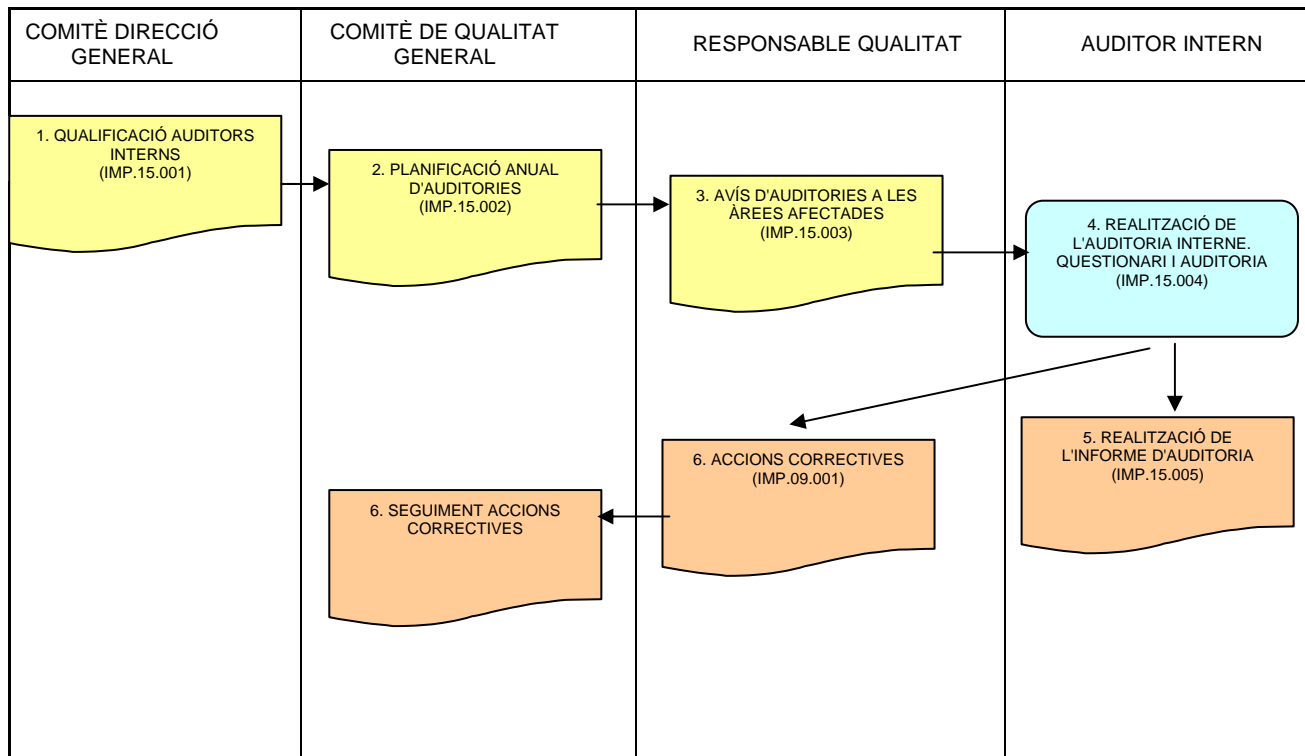 COMITÈ DIRECCIÓ
GENERAL
COMITÈ DE QUALITAT
GENERAL
RESPONSABLE QUALITAT
AUDITOR INTERN
1. QUALIFICACIÓ AUDITORS
INTERNS
(IMP.15.001)
2. PLANIFICACIÓ ANUAL
D'AUDITORIES
(IMP.15.002)
3. AVÍS D'AUDITORIES A LES
ÀREES AFECTADES
(IMP.15.003)
4. REALITZACIÓ DE
L'AUDITORIA INTERNE.
QUESTIONARI I AUDITORIA
(IMP.15.004)
5. REALITZACIÓ DE
L'INFORME D'AUDITORIA
(IMP.15.005)
6. ACCIONS CORRECTIVES
(IMP.09.001)
6. SEGUIMENT ACCIONS
CORRECTIVES